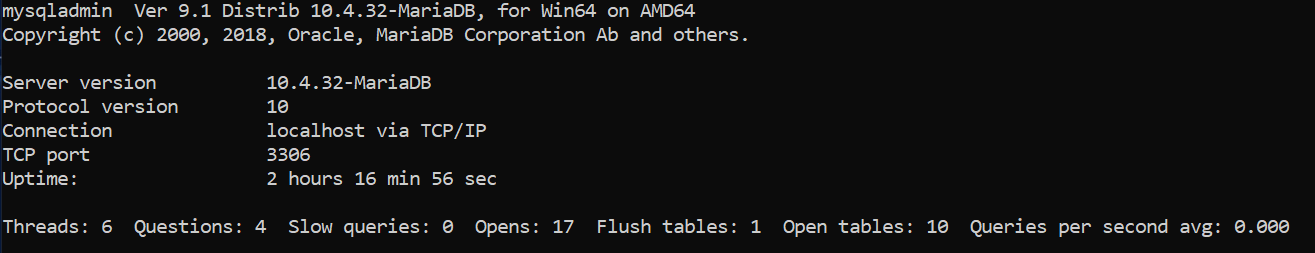 mysqladmin  Ver 9.1 Distrib 10.4.32-MariaDB, for Win64 on AMD64
Copyright (c) 2000, 2018, Oracle, MariaDB Corporation Ab and others.

Server version          10.4.32-MariaDB
Protocol version        10
Connection              localhost via TCP/IP
TCP port                3306
Uptime:                 2 hours 16 min 56 sec

Threads: 6  Questions: 4  Slow queries: 0  Opens: 17  Flush tables: 1  Open tables: 10  Queries per second avg: 0.000